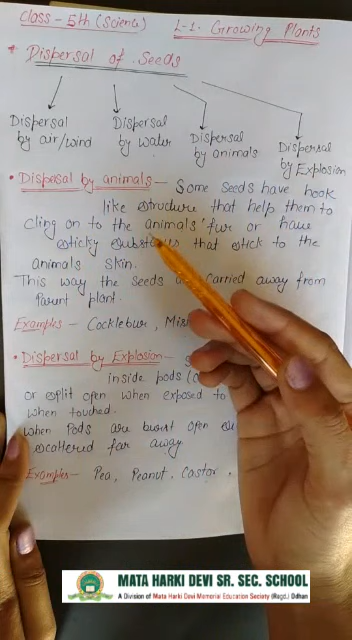 Class - 5th (Science) L-1. Growing Plants
* Dispersal of Seeds
Dispersal by air/wind
Dispersal by Water
Dispersal by animals
Dispersal by Explosion
• Dispersal by animals - Some Seeds have hook
like structure that help them to
cling on to the animals' fur or have
sticky that stick to the
animals skin.
This way the Seeds carried away from
Parent plant.
Examples - Cocklebur,
• Dispersal by Explosion -
inside pods
or split open when exposed to
when touched.
when Pods are burst open
scattered far away
Examples - Pea, Peanut, Castor,
MATA HARKI DEVI SR. SEC. SCHOOL
A Division of Mata Harki Devi Memorial Education Society (Regd.) Odhan